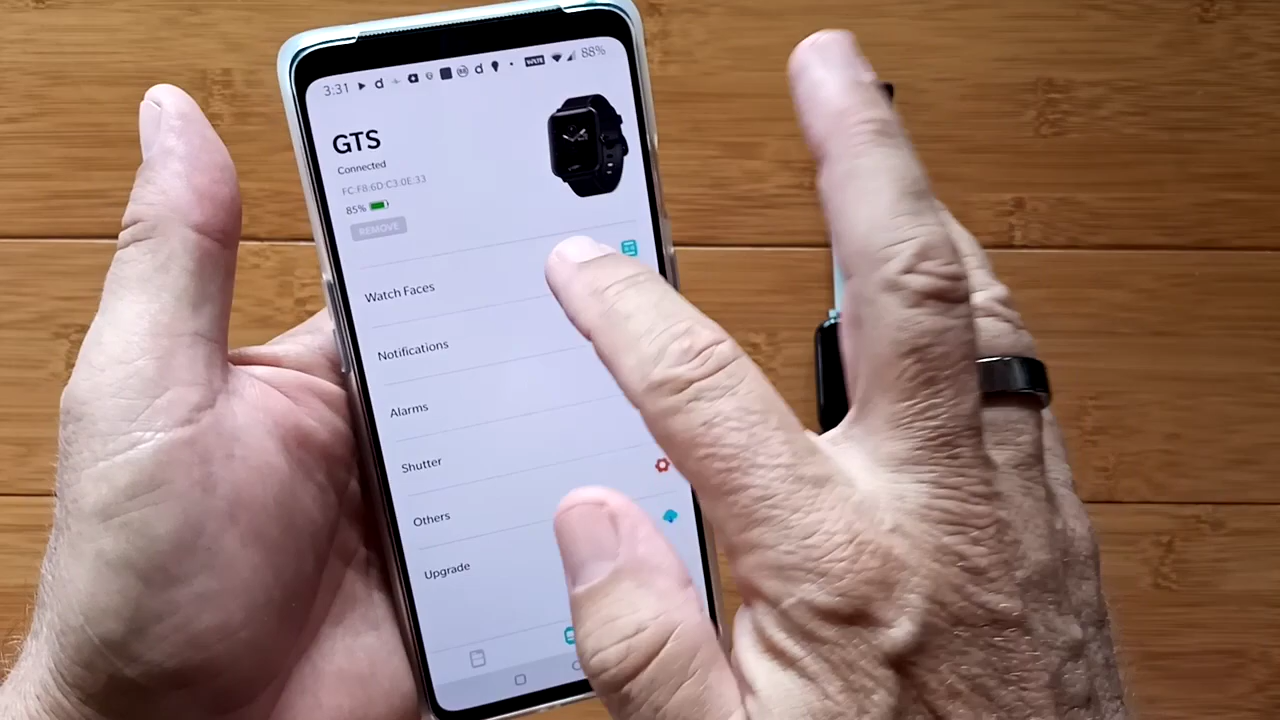 3:31 88%
GTS
Connected
FC:F8:6D:C3:0E:33
85%
REMOVE
Watch Faces
Notifications
Alarms
Shutter
Others
Upgrade